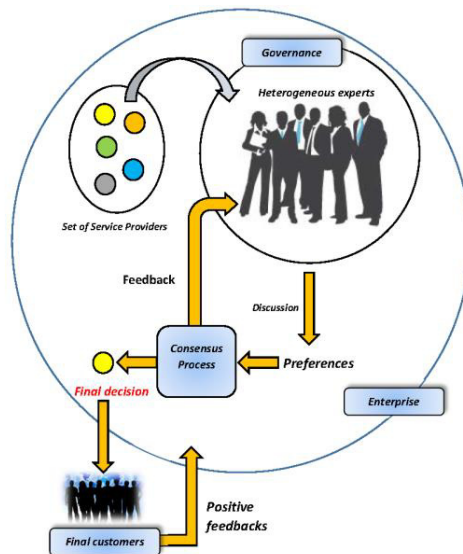 Governance
Heterogeneous experts
Set of Service Providers
Feedback
Discussion
Consensus
Process
Preferences
Final decision
Enterprise
Positive
feedbacks
Final customers